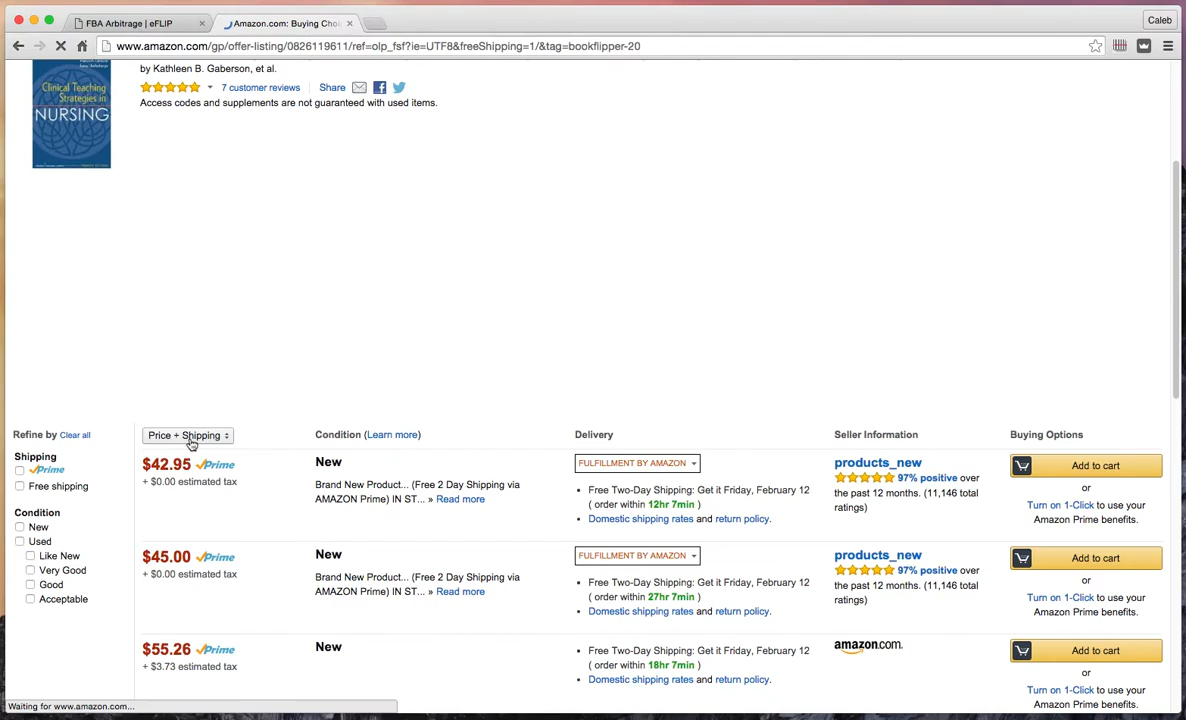 FBA Arbitrage | eFLIP
Amazon.com: Buying Choi
Caleb
www.amazon.com/gp/offer-listing/0826119611/ref=olp_fsf?ie=UTF8&freeShipping=1/&tag=bookflipper-20
Clinical Teaching
Strategies in
NURSING
by Kathleen B. Gaberson, et al.
7 customer reviews
Share
Access codes and supplements are not guaranteed with used items.
Refine by Clear all
Price + Shipping
Condition (Learn more)
Delivery
Seller Information
Buying Options
Shipping
Prime
Free shipping
Condition
New
Used
Like New
Very Good
Good
Acceptable
$42.95 Prime
+ $0.00 estimated tax
New
Brand New Product... (Free 2 Day Shipping via
AMAZON Prime) IN ST... » Read more
FULFILLMENT BY AMAZON
Free Two-Day Shipping: Get it Friday, February 12
( order within 12hr 7min )
Domestic shipping rates and return policy.
products_new
97% positive over
the past 12 months. (11,146 total
ratings)
Add to cart
or
Turn on 1-Click to use your
Amazon Prime benefits.
$45.00 Prime
+ $0.00 estimated tax
New
Brand New Product... (Free 2 Day Shipping via
AMAZON Prime) IN ST... » Read more
FULFILLMENT BY AMAZON
Free Two-Day Shipping: Get it Friday, February 12
( order within 27hr 7min )
Domestic shipping rates and return policy.
products_new
97% positive over
the past 12 months. (11,146 total
ratings)
Add to cart
or
Turn on 1-Click to use your
Amazon Prime benefits.
$55.26 Prime
+ $3.73 estimated tax
New
Free Two-Day Shipping: Get it Friday, February 12
( order within 18hr 7min )
Domestic shipping rates and return policy.
amazon.com.
Add to cart
or
Turn on 1-Click to use your
Amazon Prime benefits.
Waiting for www.amazon.com...